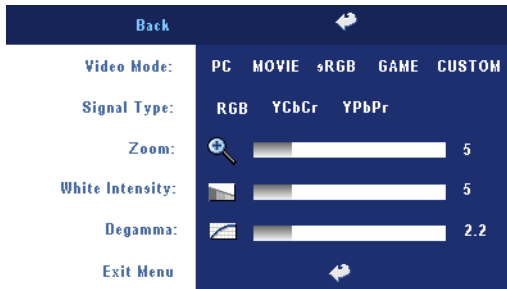 Back
Video Mode: PC MOVIE sRGB GAME CUSTOM
Signal Type: RGB YCbCr YPbPr
Zoom: 5
White Intensity: 5
Degamma: 2.2
Exit Menu